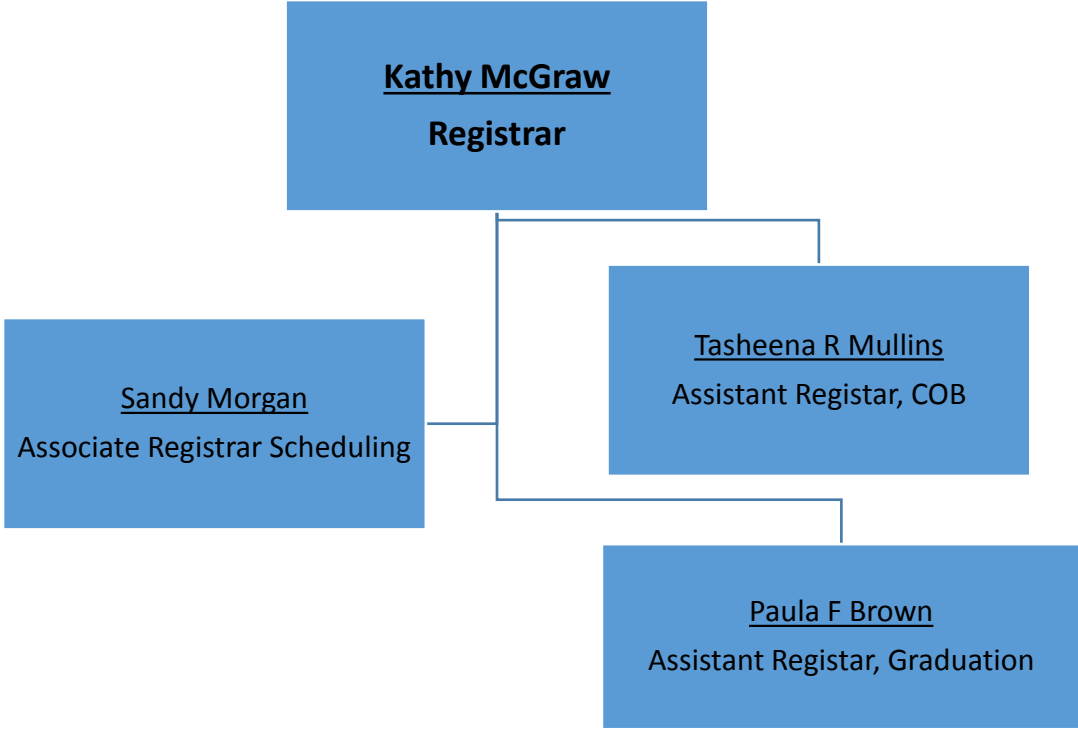 Kathy McGraw
Registrar
Tasheena R Mullins
Assistant Registar, COB
Sandy Morgan
Associate Registrar Scheduling
Paula F Brown
Assistant Registar, Graduation